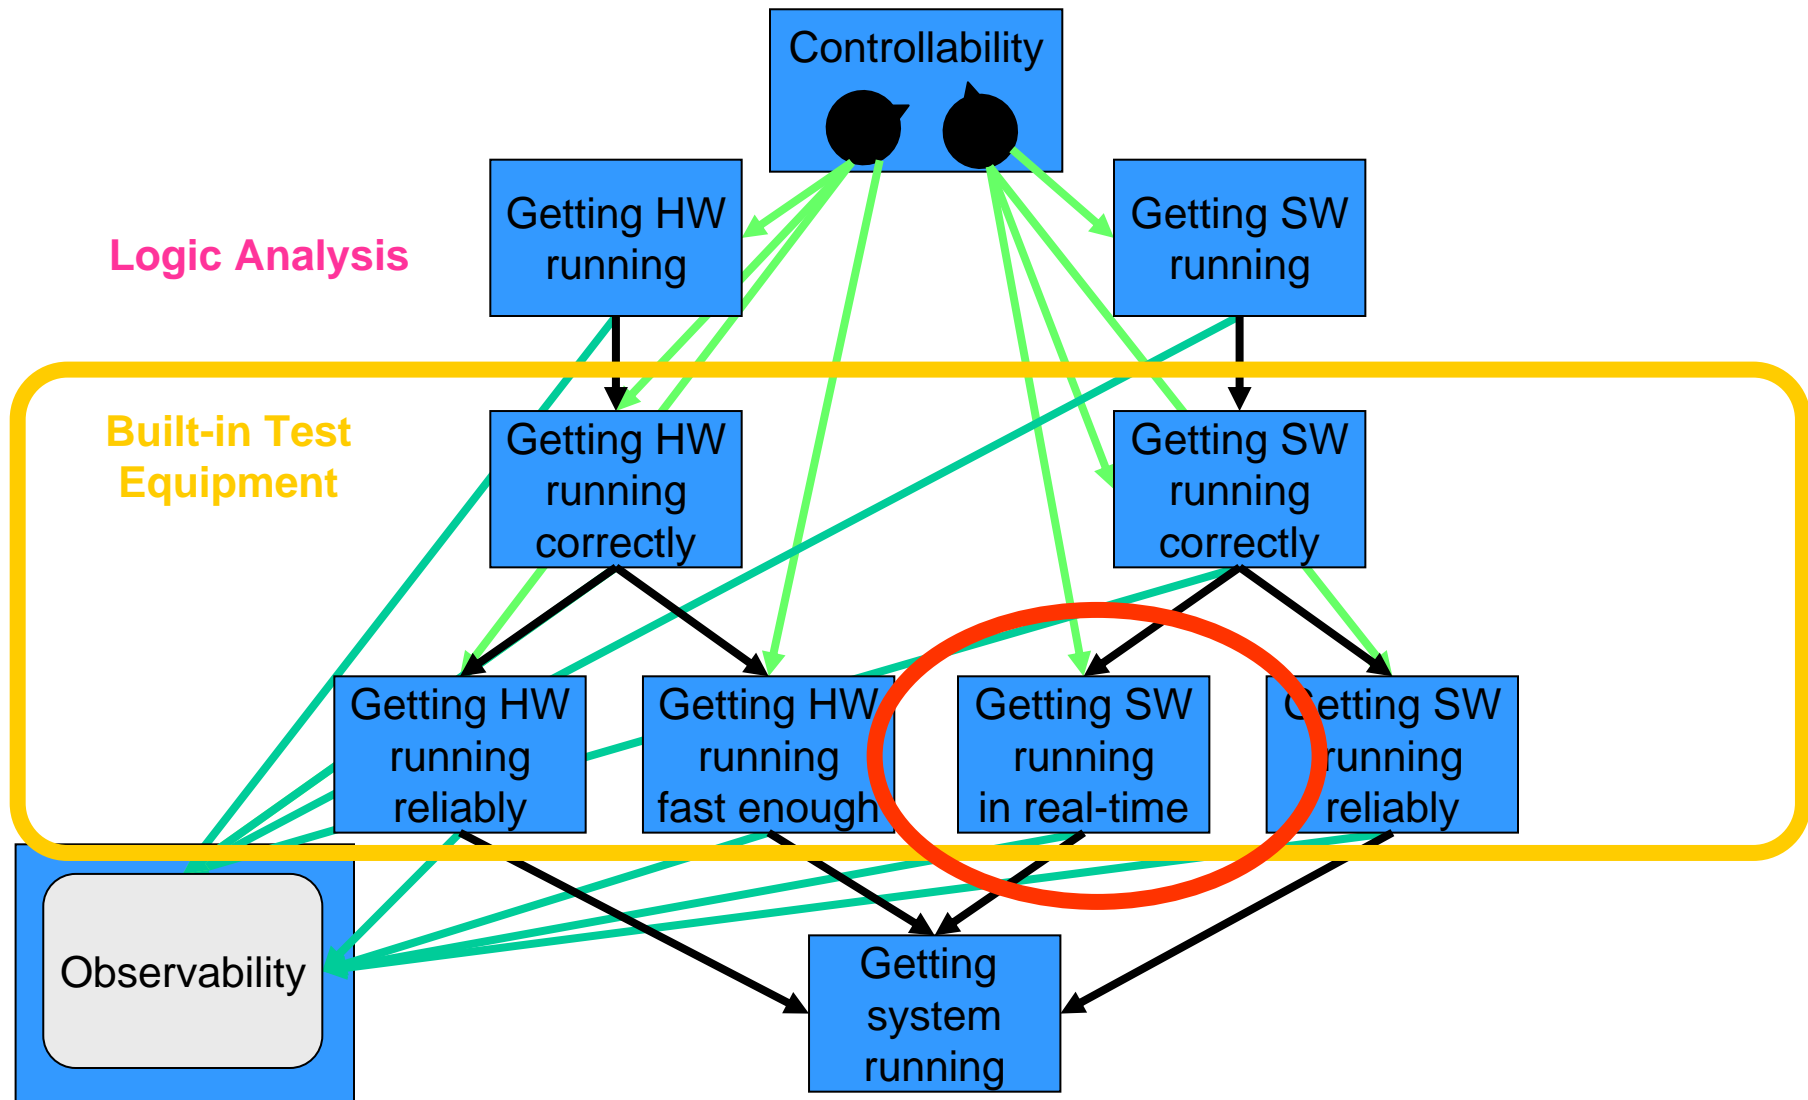 Controllability
Getting HW
running
Getting SW
running
Logic Analysis
Built-in Test
Equipment
Getting HW
running
correctly
Getting SW
running
correctly
Getting HW
running
reliably
Getting HW
running
fast enough
Getting SW
running
in real-time
Getting SW
running
reliably
Observability
Getting
system
running